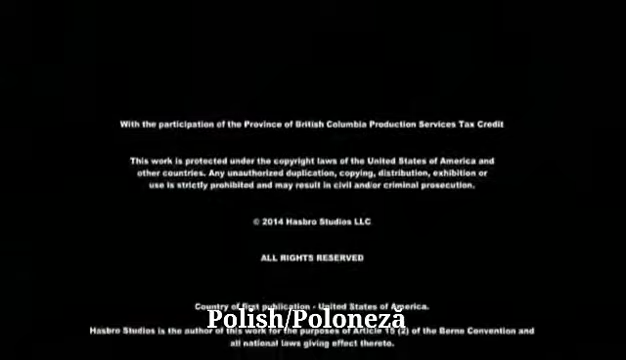 With the participation of the Province of British Columbia Production Services Tax Credit
This work is protected under the copyright laws of the United States of America and
other countries. Any unauthorized duplication, copying, distribution, exhibition or
use is strictly prohibited and may result in civil and/or criminal prosecution.
© 2014 Hasbro Studios LLC
ALL RIGHTS RESERVED
Country of first publication - United States of America.
Polish/Poloneză
Hasbro Studios is the author of this work for the purposes of Article 15 (2) of the Berne Convention and
all national laws giving effect thereto.